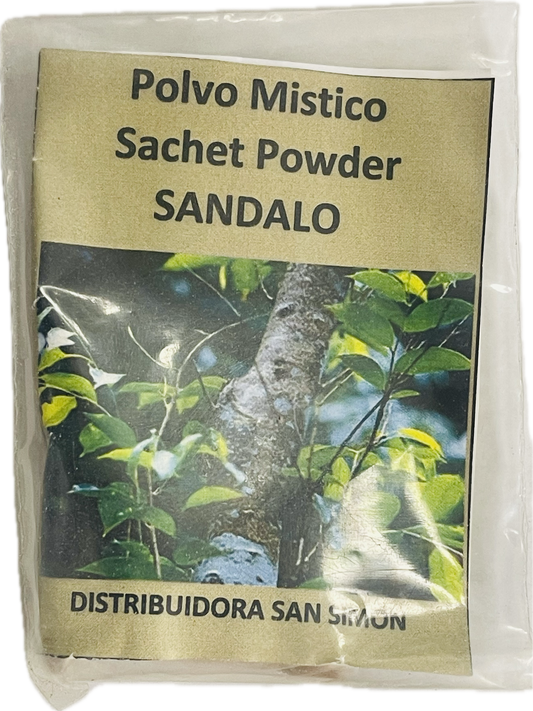 Polvo Mistico
Sachet Powder
SANDALO
DISTRIBUIDORA SAN SIMON